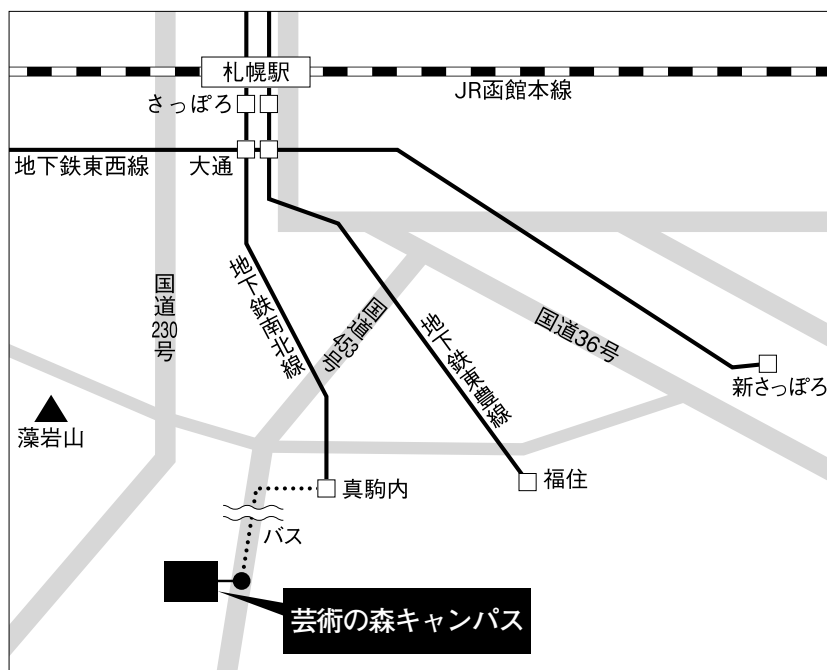 札幌駅
JR函館本線
さっぽろ
地下鉄東西線
大通
国道230号
地下鉄南北線
国道453号
地下鉄東豊線
国道36号
新さっぽろ
藻岩山
真駒内
福住
バス
芸術の森キャンパス